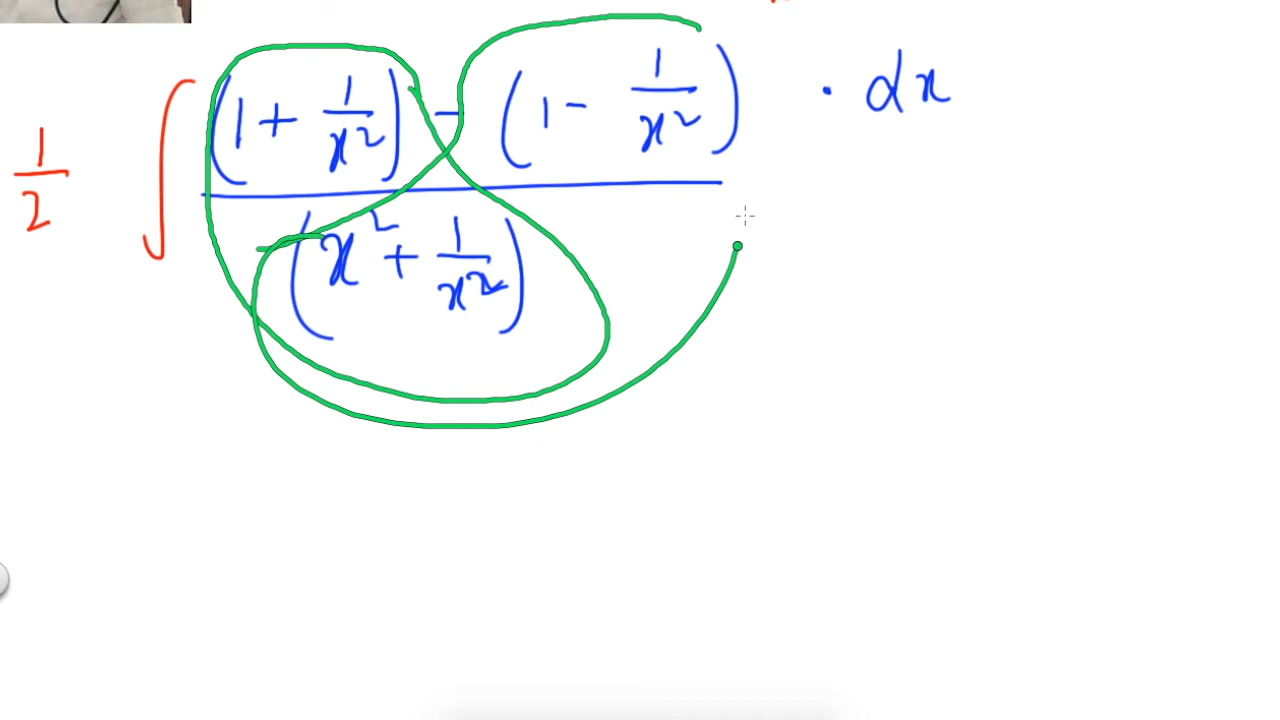 1/2 ∫ ((1 + 1/x²) - (1 - 1/x²)) / (x² + 1/x²) · dx